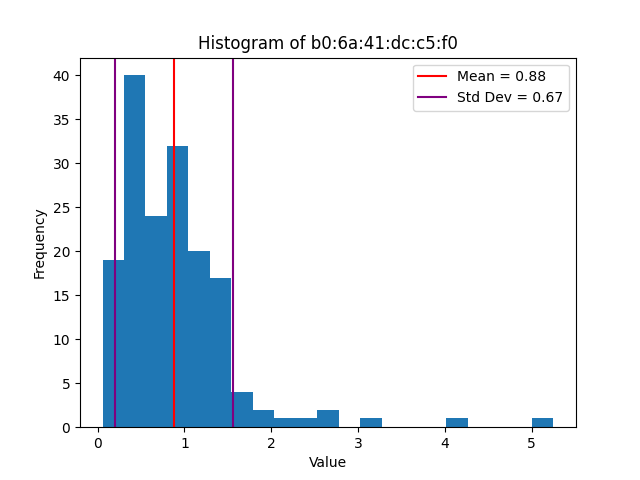 Histogram of b0:6a:41:dc:c5:f0
Mean = 0.88
Std Dev = 0.67
40
35
30
25
20
15
10
5
0
Frequency
0 1 2 3 4 5
Value